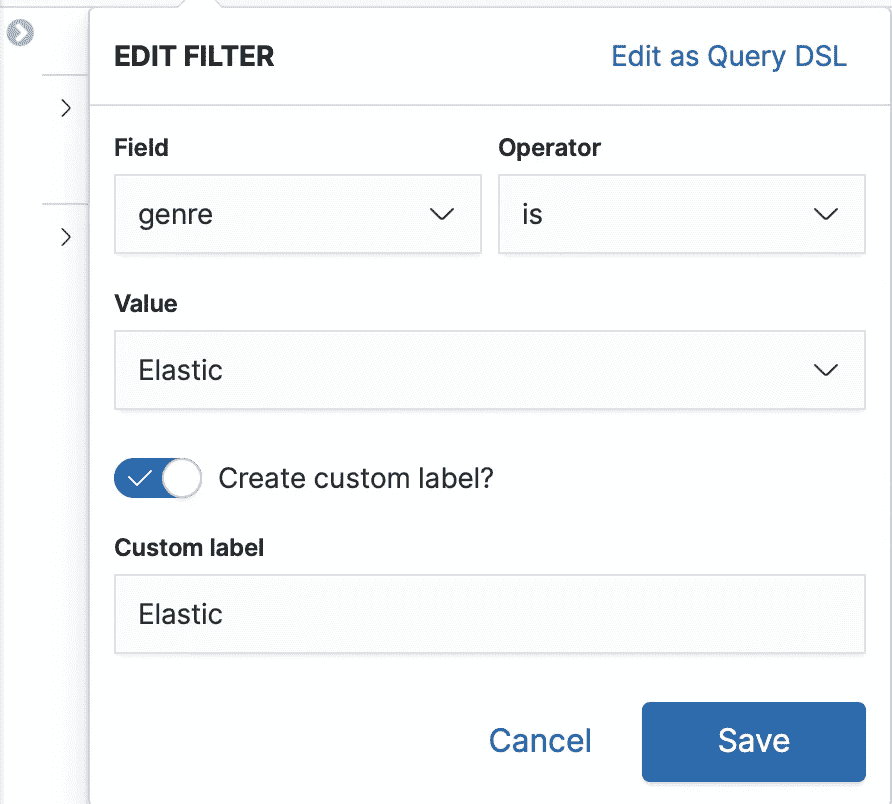 EDIT FILTER
Edit as Query DSL
Field
Operator
genre
is
Value
Elastic
Create custom label?
Custom label
Elastic
Cancel
Save